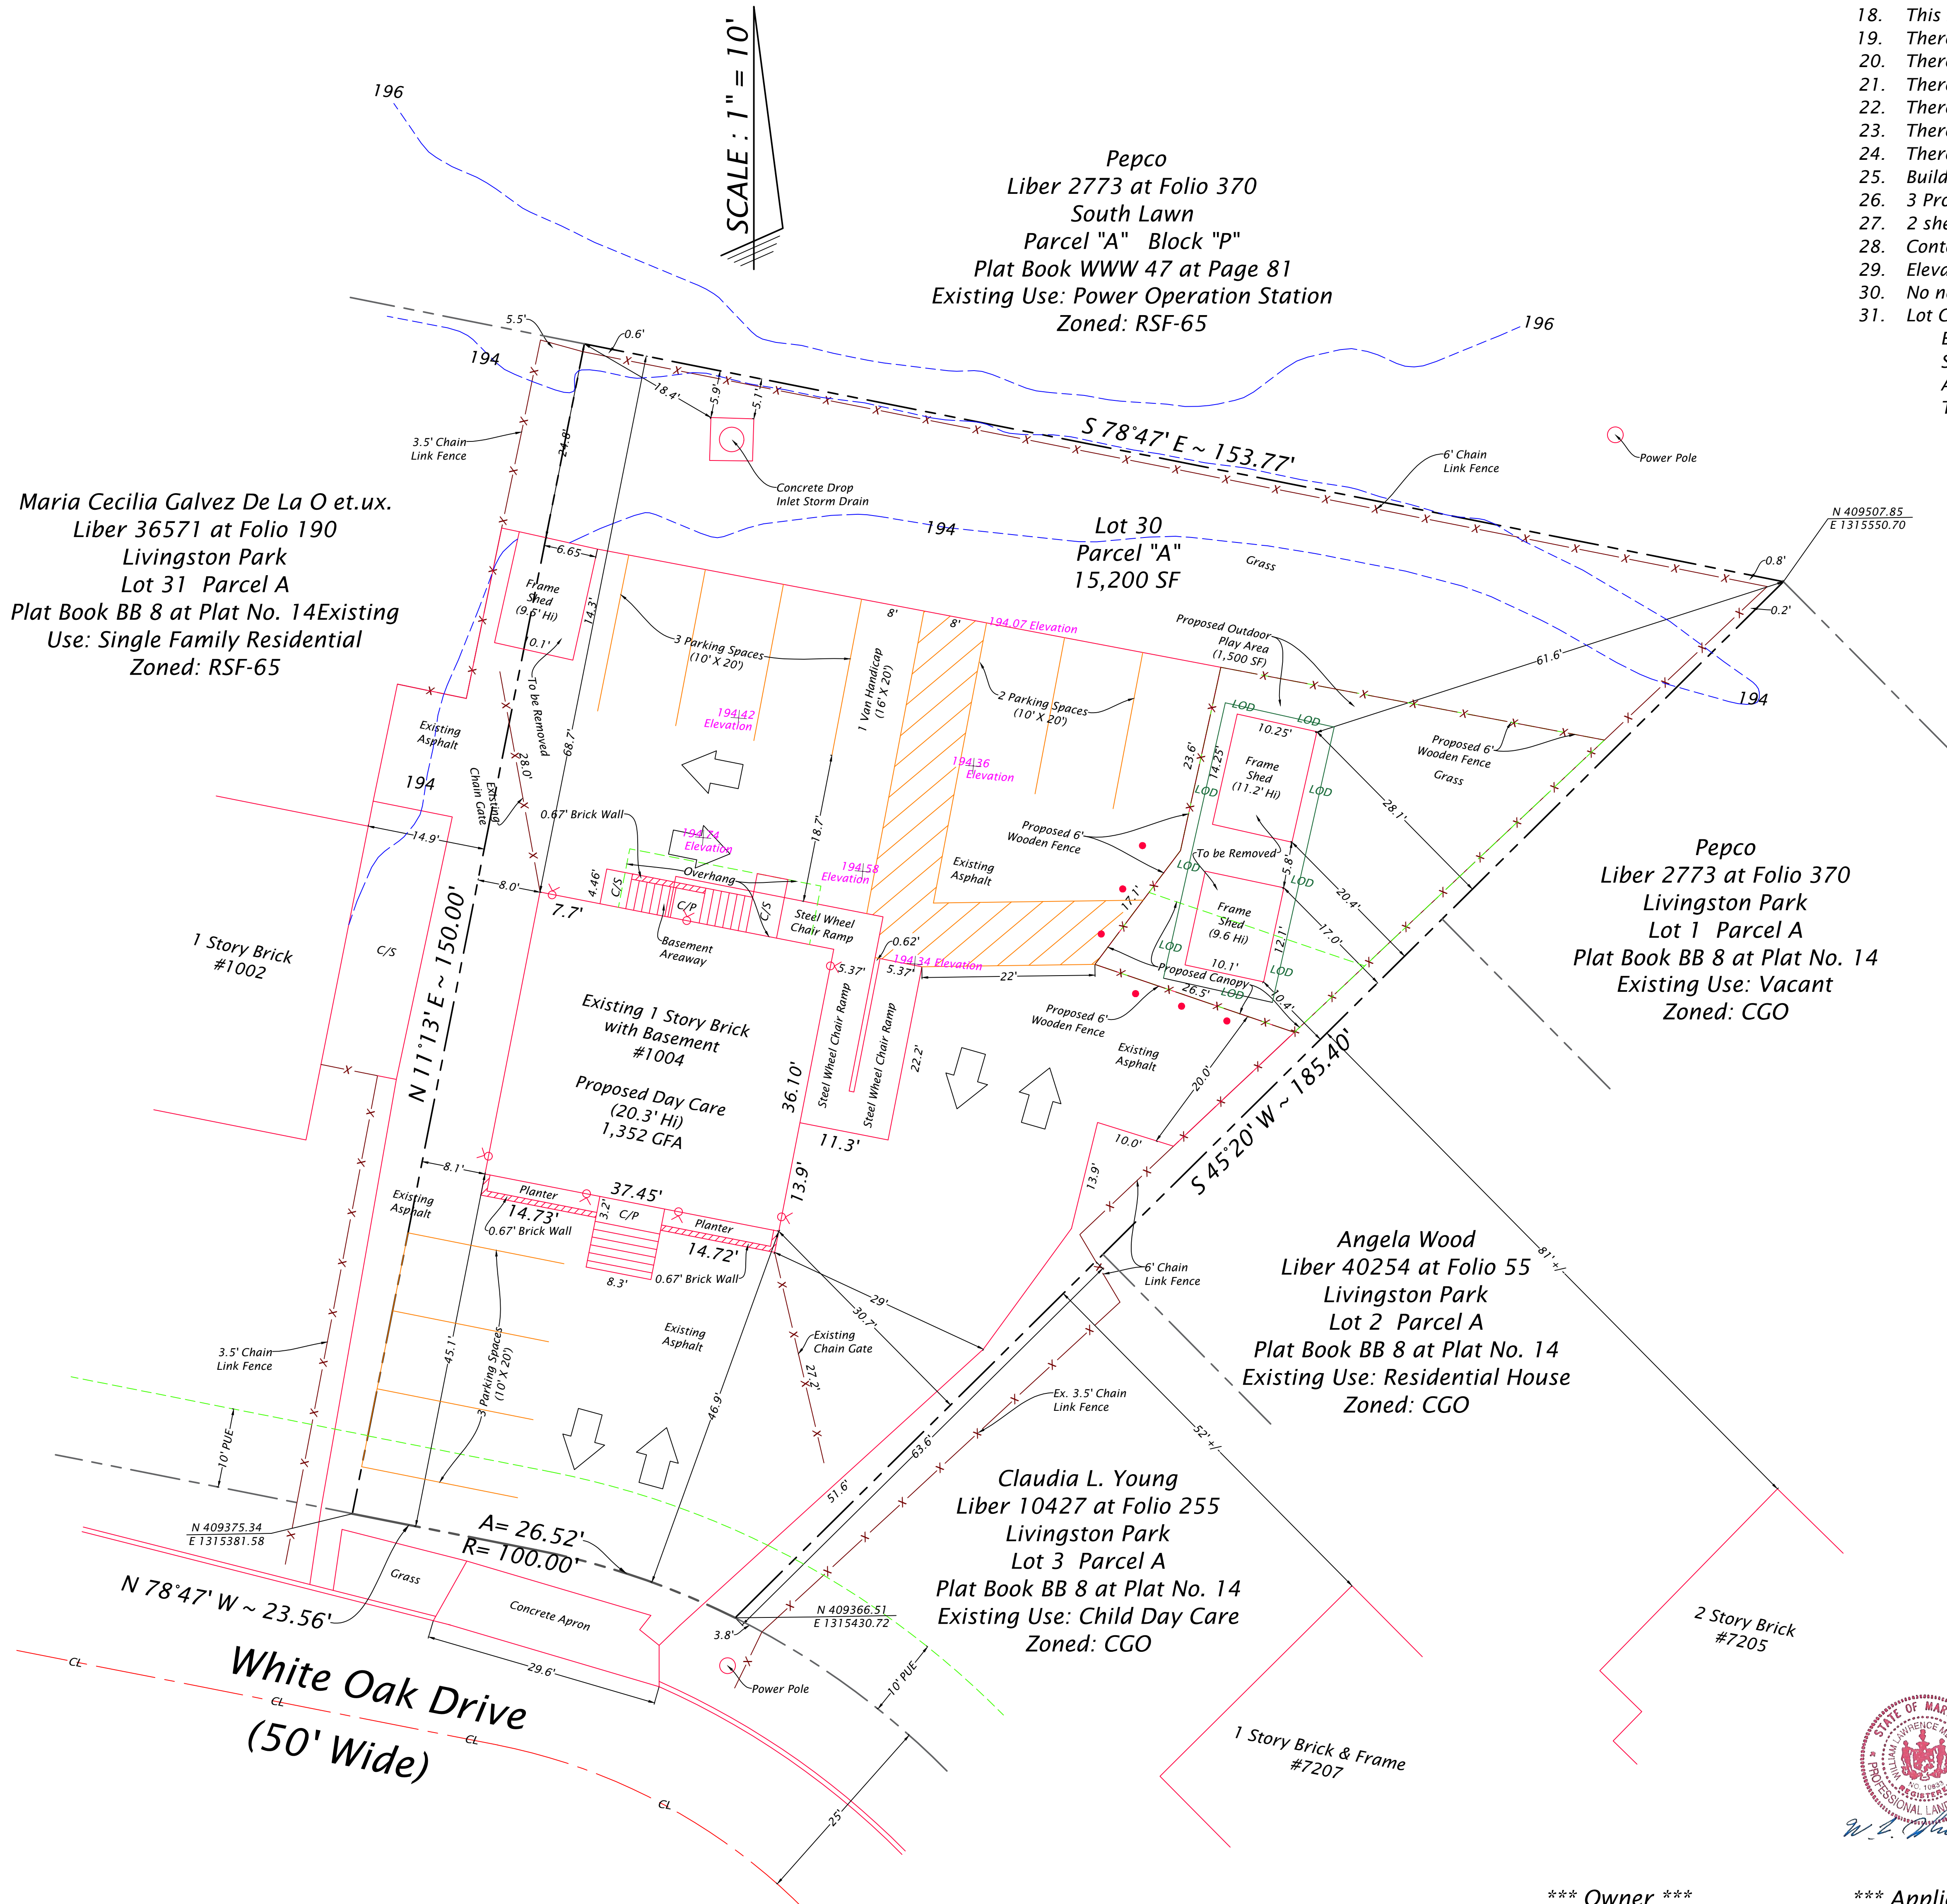 SCALE : 1" = 10'
18. This
19. There
20. There
21. There
22. There
23. There
24. There
25. Build
26. 3 Pro
27. 2 she
28. Conto
29. Eleva
30. No n
31. Lot C
196
Pepco
Liber 2773 at Folio 370
South Lawn
Parcel "A" Block "P"
Plat Book WWW 47 at Page 81
Existing Use: Power Operation Station
Zoned: RSF-65
196
5.5'
0.6'
194
18.4'
5.9'
5.1'
24.8'
3.5' Chain
Link Fence
S 78°47' E ~ 153.77'
6' Chain
Link Fence
Power Pole
Concrete Drop
Inlet Storm Drain
Maria Cecilia Galvez De La O et.ux.
Liber 36571 at Folio 190
Livingston Park
Lot 31 Parcel A
Plat Book BB 8 at Plat No. 14Existing
Use: Single Family Residential
Zoned: RSF-65
N 409507.85
E 1315550.70
194
Lot 30
Parcel "A"
15,200 SF
Grass
0.8'
0.2'
6.65
Frame
Shed
(9.6' Hi)
14.3'
10.1'
To be Removed
68.7'
3 Parking Spaces
(10' X 20')
8'
8'
194.07 Elevation
1 Van Handicap
(16' X 20')
2 Parking Spaces
(10' X 20')
Proposed Outdoor
Play Area
(1,500 SF)
61.6'
194
Existing
Asphalt
194
194.42
Elevation
194.36
Elevation
LOD
LOD
10.25'
23.6'
14.25'
Frame
Shed
(11.2' Hi)
LOD
LOD
Proposed 6'
Wooden Fence
Grass
28.0'
Existing
Chain Gate
0.67' Brick Wall
194.74
Elevation
18.7'
28.1'
14.9'
8.0'
4.46'
C/S
Overhang
C/P
C/S
194.58
Elevation
Existing
Asphalt
Proposed 6'
Wooden Fence
To be Removed
5.8'
LOD
LOD
20.4'
17.1'
7.7'
Basement
Areaway
Steel Wheel
Chair Ramp
0.62'
194.34 Elevation
5.37'
5.37'
22'
Frame
Shed
(9.6 Hi)
12.1'
17.0'
LOD
10.1'
LOD
Proposed Canopy
LOD
26.5'
10.4'
Proposed 6'
Wooden Fence
Existing
Asphalt
Pepco
Liber 2773 at Folio 370
Livingston Park
Lot 1 Parcel A
Plat Book BB 8 at Plat No. 14
Existing Use: Vacant
Zoned: CGO
1 Story Brick
#1002
C/S
N 11°13' E ~ 150.00'
Existing 1 Story Brick
with Basement
#1004
Proposed Day Care
(20.3' Hi)
1,352 GFA
36.10'
Steel Wheel Chair Ramp
Steel Wheel Chair Ramp
22.2'
11.3'
20.0'
10.0'
13.9'
S 45°20' W ~ 185.40'
8.1'
Existing
Asphalt
Planter
37.45'
14.73'
0.67' Brick Wall
3.2'
C/P
Planter
14.72'
8.3'
0.67' Brick Wall
13.9'
6' Chain
Link Fence
81' +/-
Angela Wood
Liber 40254 at Folio 55
Livingston Park
Lot 2 Parcel A
Plat Book BB 8 at Plat No. 14
Existing Use: Residential House
Zoned: CGO
29'
30.7'
3.5' Chain
Link Fence
45.1'
3 Parking Spaces
(10' X 20')
Existing
Asphalt
Existing
Chain Gate
27.2'
46.9'
Ex. 3.5' Chain
Link Fence
52' +/-
63.6'
51.6'
10' PUE
Claudia L. Young
Liber 10427 at Folio 255
Livingston Park
Lot 3 Parcel A
Plat Book BB 8 at Plat No. 14
Existing Use: Child Day Care
Zoned: CGO
N 409375.34
E 1315381.58
A= 26.52'
R= 100.00'
N 78°47' W ~ 23.56'
Grass
Concrete Apron
29.6'
N 409366.51
E 1315430.72
3.8'
Power Pole
10' PUE
CL
White Oak Drive
(50' Wide)
CL
CL
CL
25'
2 Story Brick
#7205
1 Story Brick & Frame
#7207
STATE OF MAR
WILLIAM LAWRENCE M
NO. 10833
REGISTERE
PROFESSIONAL LAN
*** Owner ***
*** Appli